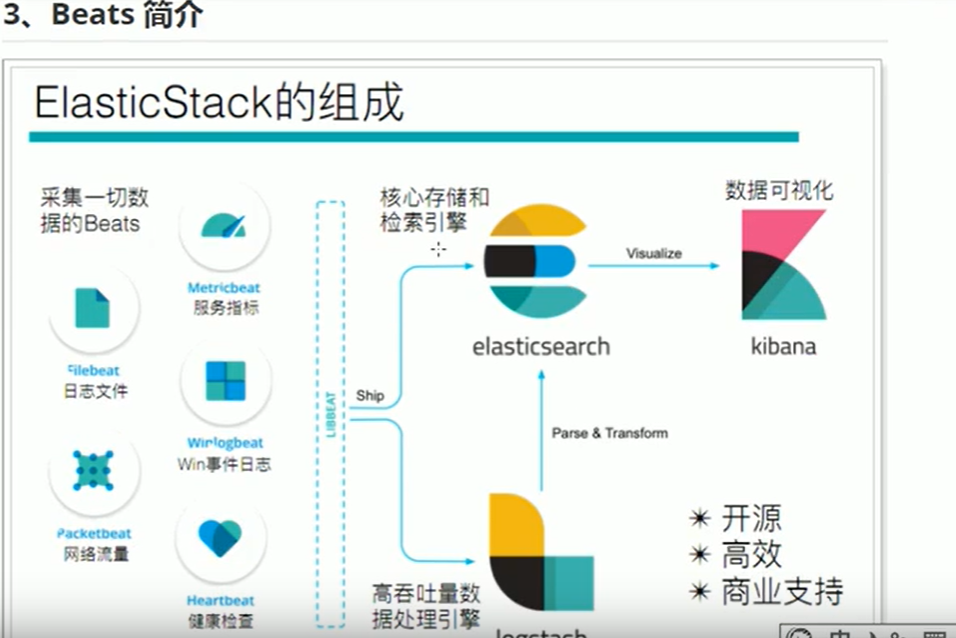 3、Beats 简介
ElasticStack的组成
采集一切数
据的Beats
Metricbeat
服务指标
Filebeat
日志文件
Winlogbeat
Win事件日志
Packetbeat
网络流量
Heartbeat
健康检查
LIBBEAT
Ship
核心存储和
检索引擎
elasticsearch
Visualize
数据可视化
kibana
Parse & Transform
高吞吐量数
据处理引擎
logstash
✴ 开源
✴ 高效
✴ 商业支持